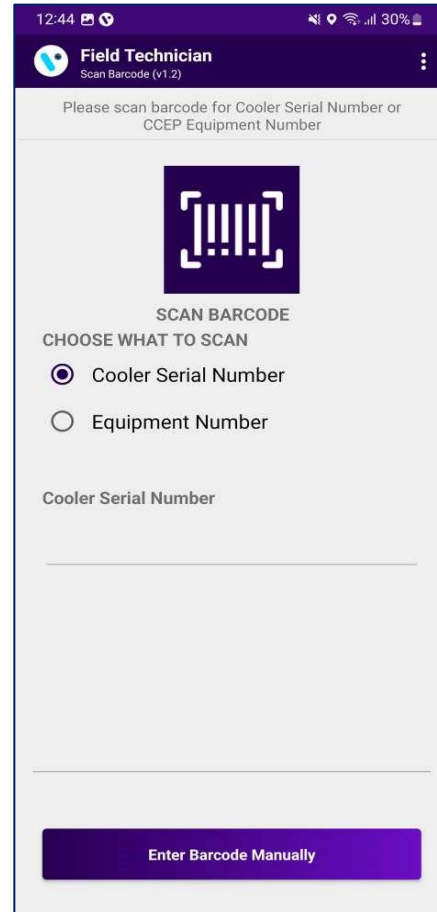 12:44 30%
Field Technician
Scan Barcode (v1.2)
Please scan barcode for Cooler Serial Number or
CCEP Equipment Number
SCAN BARCODE
CHOOSE WHAT TO SCAN
Cooler Serial Number
Equipment Number
Cooler Serial Number
Enter Barcode Manually